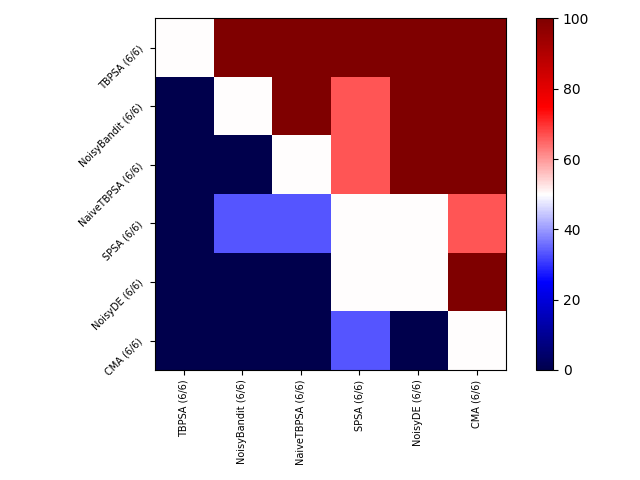 TBPSA (6/6)
NoisyBandit (6/6)
NaiveTBPSA (6/6)
SPSA (6/6)
NoisyDE (6/6)
CMA (6/6)
TBPSA (6/6)
NoisyBandit (6/6)
NaiveTBPSA (6/6)
SPSA (6/6)
NoisyDE (6/6)
CMA (6/6)
100
80
60
40
20
0